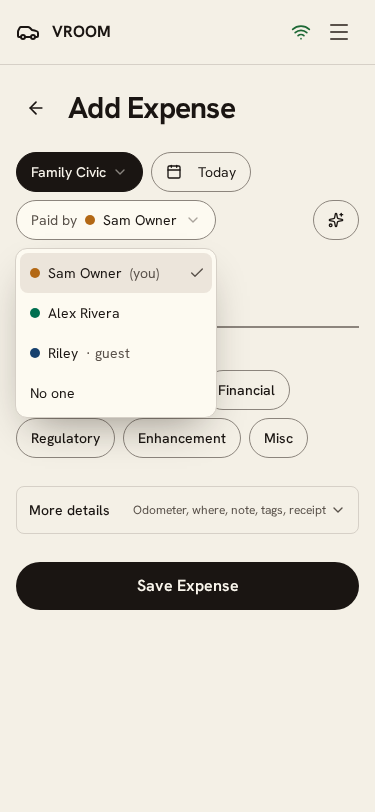 VROOM
Add Expense
Family Civic
Today
Paid by Sam Owner
Sam Owner (you)
Alex Rivera
Riley · guest
No one
Financial
Regulatory
Enhancement
Misc
More details
Odometer, where, note, tags, receipt
Save Expense